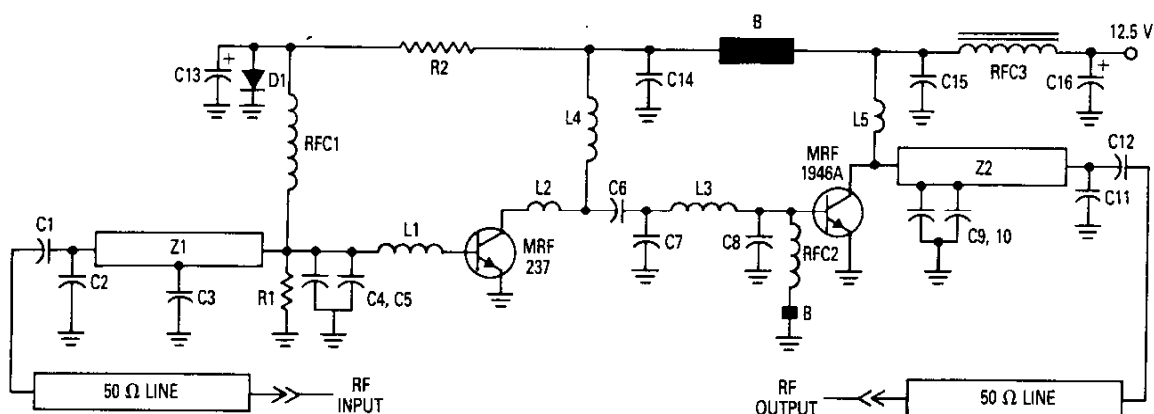 12.5 V
B
R2
C13
+
D1
C14
C15
RFC3
C16
+
RFC1
L4
L5
MRF
1946A
C12
Z2
C11
L2
C6
L3
C1
Z1
L1
MRF
237
C7
C8
RFC2
C9, 10
C2
C3
R1
C4, C5
B
50 Ω LINE
RF
INPUT
RF
OUTPUT
50 Ω LINE